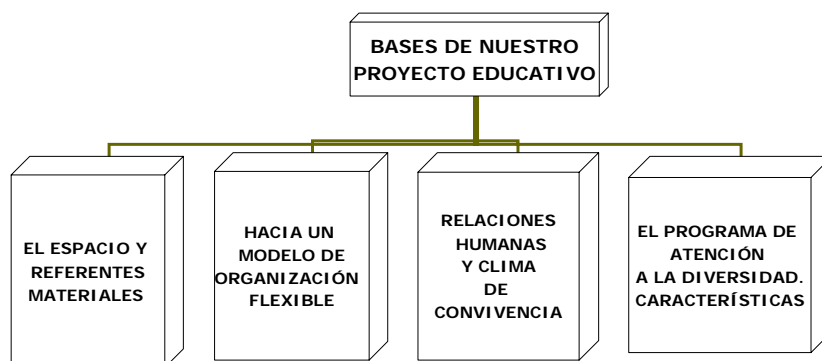 BASES DE NUESTRO
PROYECTO EDUCATIVO
EL ESPACIO Y
REFERENTES
MATERIALES
HACIA UN
MODELO DE
ORGANIZACIÓN
FLEXIBLE
RELACIONES
HUMANAS
Y CLIMA
DE
CONVIVENCIA
EL PROGRAMA DE
ATENCIÓN
A LA DIVERSIDAD.
CARACTERÍSTICAS